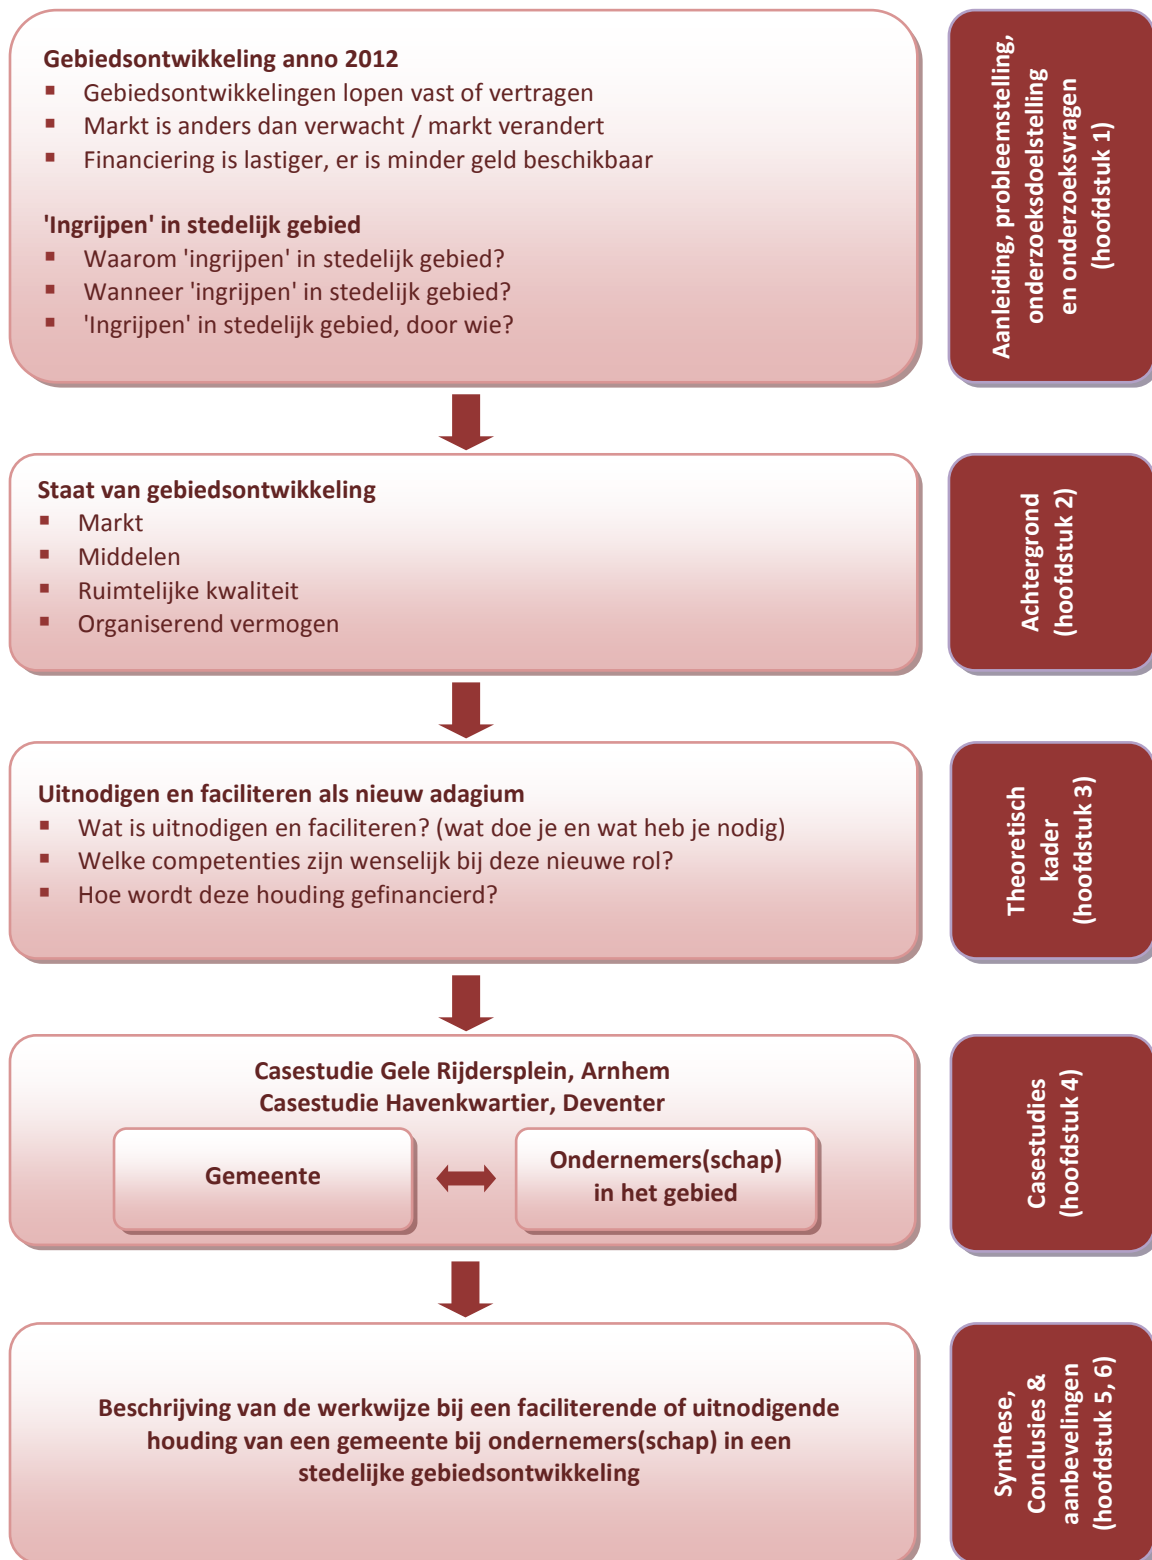 Gebiedsontwikkeling anno 2012
▪ Gebiedsontwikkelingen lopen vast of vertragen
▪ Markt is anders dan verwacht / markt verandert
▪ Financiering is lastiger, er is minder geld beschikbaar
'Ingrijpen' in stedelijk gebied
▪ Waarom 'ingrijpen' in stedelijk gebied?
▪ Wanneer 'ingrijpen' in stedelijk gebied?
▪ 'Ingrijpen' in stedelijk gebied, door wie?
Aanleiding, probleemstelling,
onderzoeksdoelstelling
en onderzoeksvragen
(hoofdstuk 1)
Staat van gebiedsontwikkeling
▪ Markt
▪ Middelen
▪ Ruimtelijke kwaliteit
▪ Organiserend vermogen
Achtergrond
(hoofdstuk 2)
Uitnodigen en faciliteren als nieuw adagium
▪ Wat is uitnodigen en faciliteren? (wat doe je en wat heb je nodig)
▪ Welke competenties zijn wenselijk bij deze nieuwe rol?
▪ Hoe wordt deze houding gefinancierd?
Theoretisch
kader
(hoofdstuk 3)
Casestudie Gele Rijdersplein, Arnhem
Casestudie Havenkwartier, Deventer
Gemeente
Ondernemers(schap)
in het gebied
Casestudies
(hoofdstuk 4)
Beschrijving van de werkwijze bij een faciliterende of uitnodigende
houding van een gemeente bij ondernemers(schap) in een
stedelijke gebiedsontwikkeling
Synthese,
Conclusies &
aanbevelingen
(hoofdstuk 5, 6)